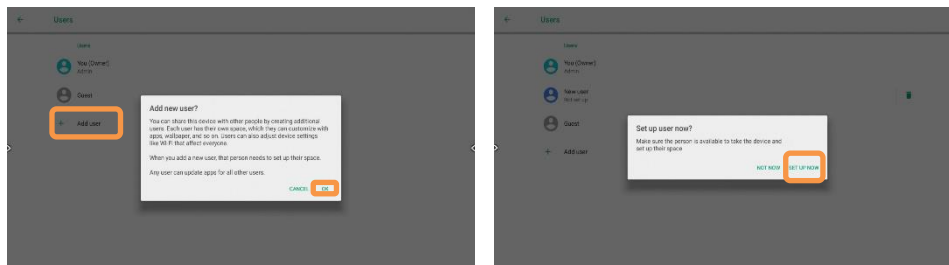 ← Users
Users
You (Owner)
Admin
Guest
+ Add user
Add new user?
You can share this device with other people by creating additional
users. Each user has their own space, which they can customize with
apps, wallpaper, and so on. Users can also adjust device settings
like Wi-Fi that affect everyone.
When you add a new user, that person needs to set up their space.
Any user can update apps for all other users.
CANCEL OK
← Users
Users
You (Owner)
Admin
New user
Not set up
Guest
+ Add user
Set up user now?
Make sure the person is available to take the device and
set up their space
NOT NOW SET UP NOW